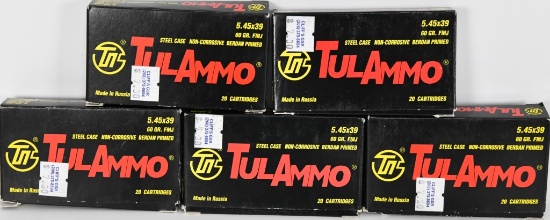 5.45x39
60 GR. FMJ
STEEL CASE NON-CORROSIVE BERDAN PRIMED
TULAMMO®
Made in Russia
20 CARTRIDGES
5.45x39
60 GR. FMJ
STEEL CASE NON-CORROSIVE BERDAN PRIMED
TULAMMO®
Made in Russia
20 CARTRIDGES
5.45x39
60 GR. FMJ
STEEL CASE NON-CORROSIVE BERDAN PRIMED
TULAMMO®
Made in Russia
20 CARTRIDGES
5.45x39
60 GR. FMJ
STEEL CASE NON-CORROSIVE BERDAN PRIMED
TULAMMO®
Made in Russia
20 CARTRIDGES
5.45x39
60 GR. FMJ
STEEL CASE NON-CORROSIVE BERDAN PRIMED
TULAMMO
Made in Russia
20 CARTRIDGES